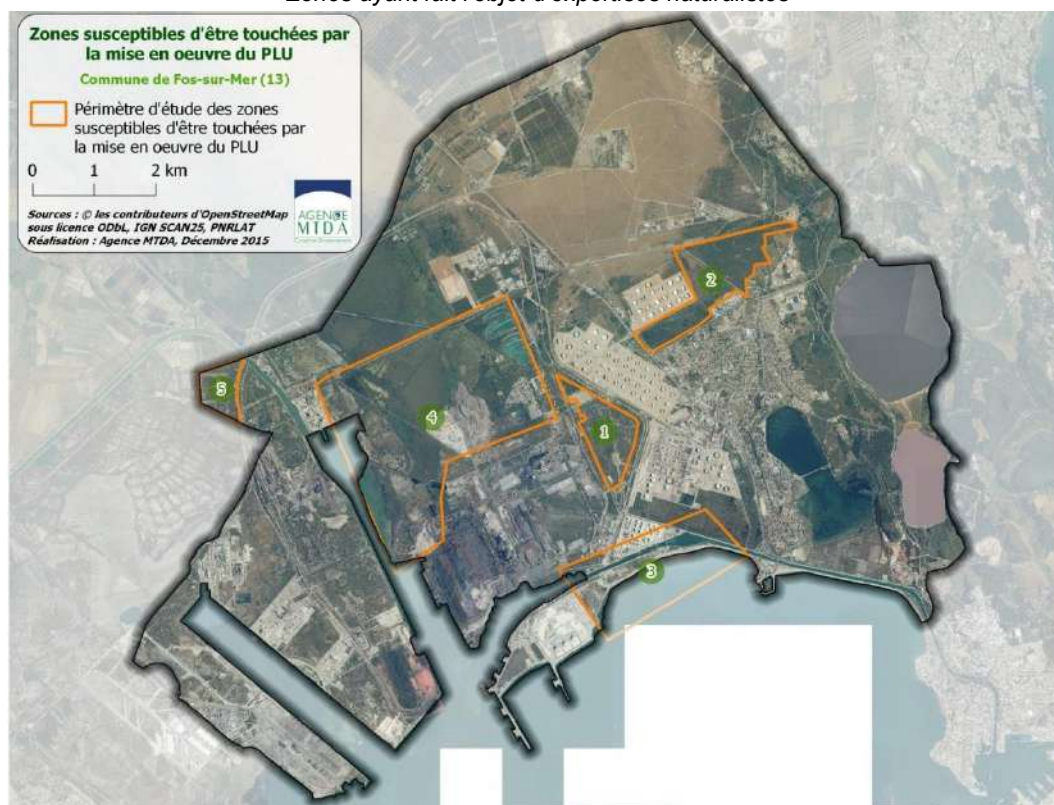 Zones ayant fait l'objet d'expertises naturalistes
Zones susceptibles d'être touchées par
la mise en oeuvre du PLU
Commune de Fos-sur-Mer (13)
Périmètre d'étude des zones
susceptibles d'être touchées par
la mise en oeuvre du PLU
0 1 2 km
Sources : © les contributeurs d'OpenStreetMap
sous licence ODbL, IGN SCAN25, PNRLAT
Réalisation : Agence MTDA, Décembre 2015
AGENCE
MTDA
2
5
4
1
3